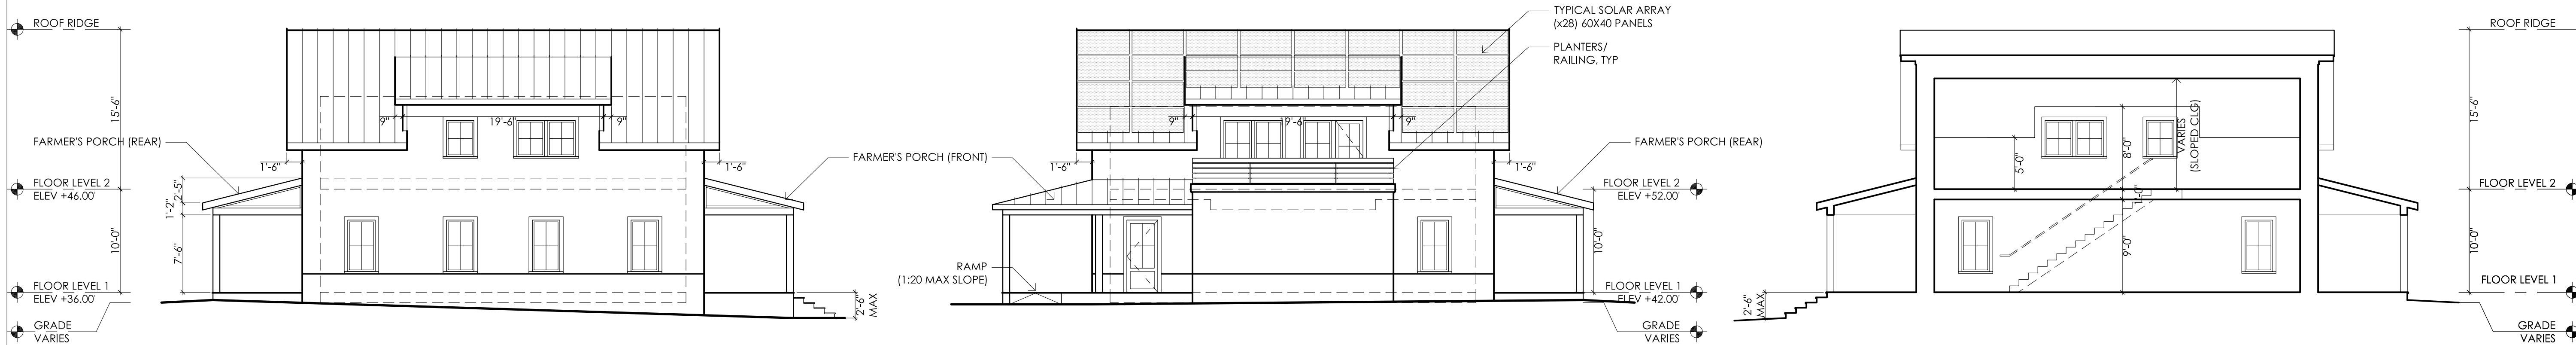 ROOF RIDGE
15'-6"
9"
19'-6"
9"
FARMER'S PORCH (REAR)
1'-6"
1'-6"
FARMER'S PORCH (FRONT)
FLOOR LEVEL 2
ELEV +46.00'
2'-5"
1'-2"
10'-0"
7'-6"
FLOOR LEVEL 1
ELEV +36.00'
2'-6"
MAX
GRADE
VARIES
TYPICAL SOLAR ARRAY
(x28) 60X40 PANELS
PLANTERS/
RAILING, TYP
9"
19'-6"
9"
FARMER'S PORCH (REAR)
1'-6"
1'-6"
FLOOR LEVEL 2
ELEV +52.00'
10'-0"
RAMP
(1:20 MAX SLOPE)
FLOOR LEVEL 1
ELEV +42.00'
GRADE
VARIES
ROOF RIDGE
15'-6"
VARIES
(SLOPED CLG)
8'-0"
5'-0"
FLOOR LEVEL 2
1'-0"
10'-0"
9'-0"
FLOOR LEVEL 1
2'-6"
MAX
GRADE
VARIES